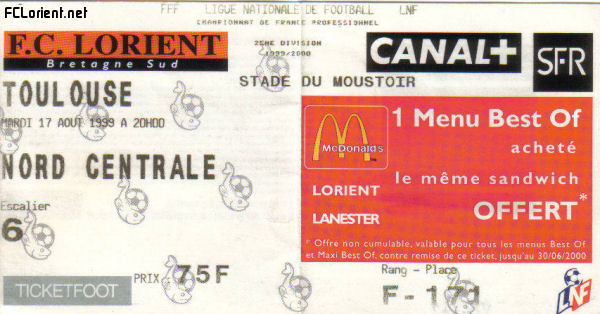 FCLorient.net
FFF LIGUE NATIONALE DE FOOTBALL LNF
CHAMPIONNAT DE FRANCE PROFESSIONNEL
F.C. LORIENT
Bretagne Sud
2EME DIVISION
1999/2000
CANAL+
SFR
STADE DU MOUSTOIR
TOULOUSE
MARDI 17 AOUT 1999 A 20H00
NORD CENTRALE
Escalier
6
PRIX
75F
TICKETFOOT
McDonald's
LORIENT
LANESTER
1 Menu Best Of
acheté
le même sandwich
OFFERT*
* Offre non cumulable, valable pour tous les menus Best Of
et Maxi Best Of, contre remise de ce ticket, jusqu'au 30/06/2000
Rang - Place
F - 171
LNF